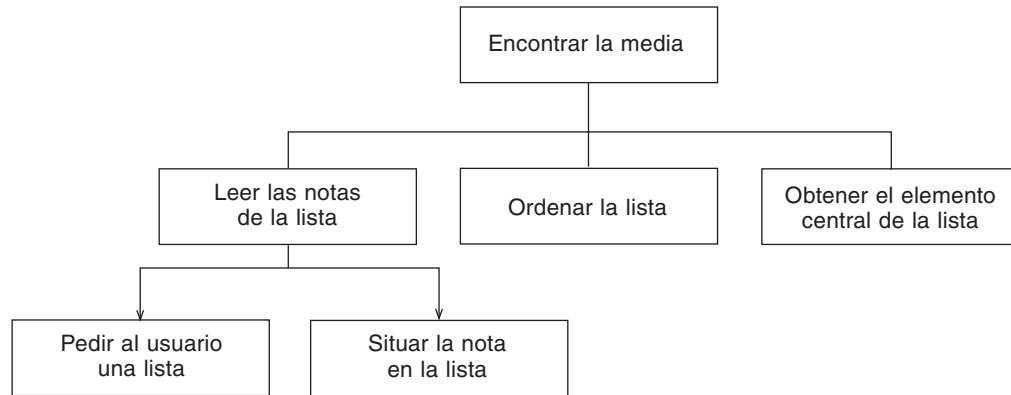 Encontrar la media
Leer las notas
de la lista
Ordenar la lista
Obtener el elemento
central de la lista
Pedir al usuario
una lista
Situar la nota
en la lista